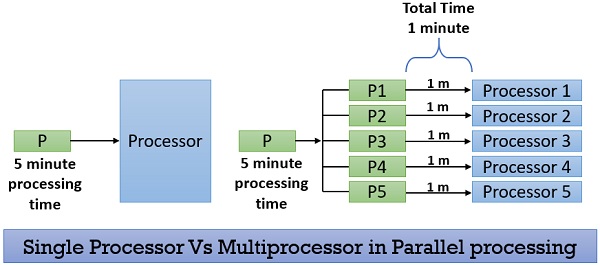 Total Time
1 minute
P
5 minute
processing
time
Processor
P
5 minute
processing
time
P1
1 m
Processor 1
P2
1 m
Processor 2
P3
1 m
Processor 3
P4
1 m
Processor 4
P5
1 m
Processor 5
Single Processor Vs Multiprocessor in Parallel processing